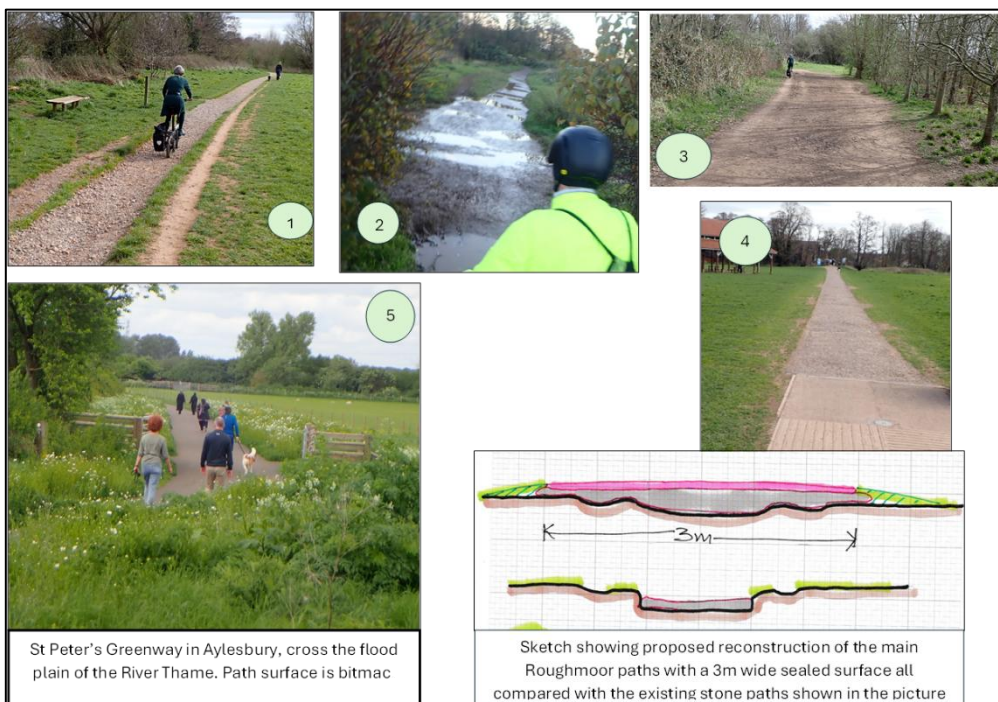 1
2
3
4
5
3m
St Peter's Greenway in Aylesbury, cross the flood
plain of the River Thame. Path surface is bitmac
Sketch showing proposed reconstruction of the main
Roughmoor paths with a 3m wide sealed surface all
compared with the existing stone paths shown in the picture